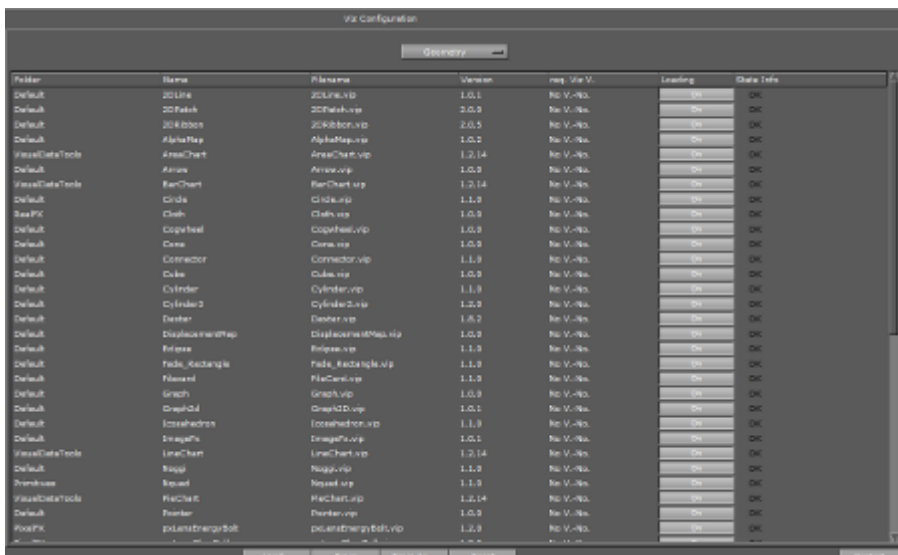 Viz Configuration
Geometry
Folder Name Filename Version req. Viz V. Loading State Info
Default 2DLine 2DLine.vip 1.0.1 No V.-No. On OK
Default 2DPatch 2DPatch.vip 2.0.0 No V.-No. On OK
Default 2DRibbon 2DRibbon.vip 2.0.5 No V.-No. On OK
Default AlphaMap AlphaMap.vip 1.0.2 No V.-No. On OK
VisualDataTools AreaChart AreaChart.vip 1.2.14 No V.-No. On OK
Default Arrow Arrow.vip 1.0.0 No V.-No. On OK
VisualDataTools BarChart BarChart.vip 1.2.14 No V.-No. On OK
Default Circle Circle.vip 1.1.0 No V.-No. On OK
Cloth Cloth.vip 1.0.0 No V.-No. On OK
Default Cogwheel Cogwheel.vip 1.0.0 No V.-No. On OK
Default Cone Cone.vip 1.0.0 No V.-No. On OK
Default Connector Connector.vip 1.1.0 No V.-No. On OK
Default Cube Cube.vip 1.0.0 No V.-No. On OK
Default Cylinder Cylinder.vip 1.1.0 No V.-No. On OK
Default Cylinder2 Cylinder2.vip 1.2.0 No V.-No. On OK
Default 1.8.2 No V.-No. On OK
Default DisplacementMap DisplacementMap.vip 1.0.0 No V.-No. On OK
Default 1.1.0 No V.-No. On OK
Default Fade_Rectangle Fade_Rectangle.vip 1.1.0 No V.-No. On OK
Default Filecard FileCard.vip 1.1.0 No V.-No. On OK
Default Graph Graph.vip 1.0.0 No V.-No. On OK
Default Graph2d Graph2D.vip 1.0.1 No V.-No. On OK
Default Icosahedron Icosahedron.vip 1.1.0 No V.-No. On OK
Default ImageFx ImageFx.vip 1.0.1 No V.-No. On OK
VisualDataTools LineChart LineChart.vip 1.2.14 No V.-No. On OK
Default Noggi Noggi.vip 1.1.0 No V.-No. On OK
Nquad Nquad.vip 1.1.0 No V.-No. On OK
VisualDataTools PieChart PieChart.vip 1.2.14 No V.-No. On OK
Default Pointer Pointer.vip 1.0.0 No V.-No. On OK
PixelFX pxLensEnergyBolt pxLensEnergyBolt.vip 1.2.0 No V.-No. On OK